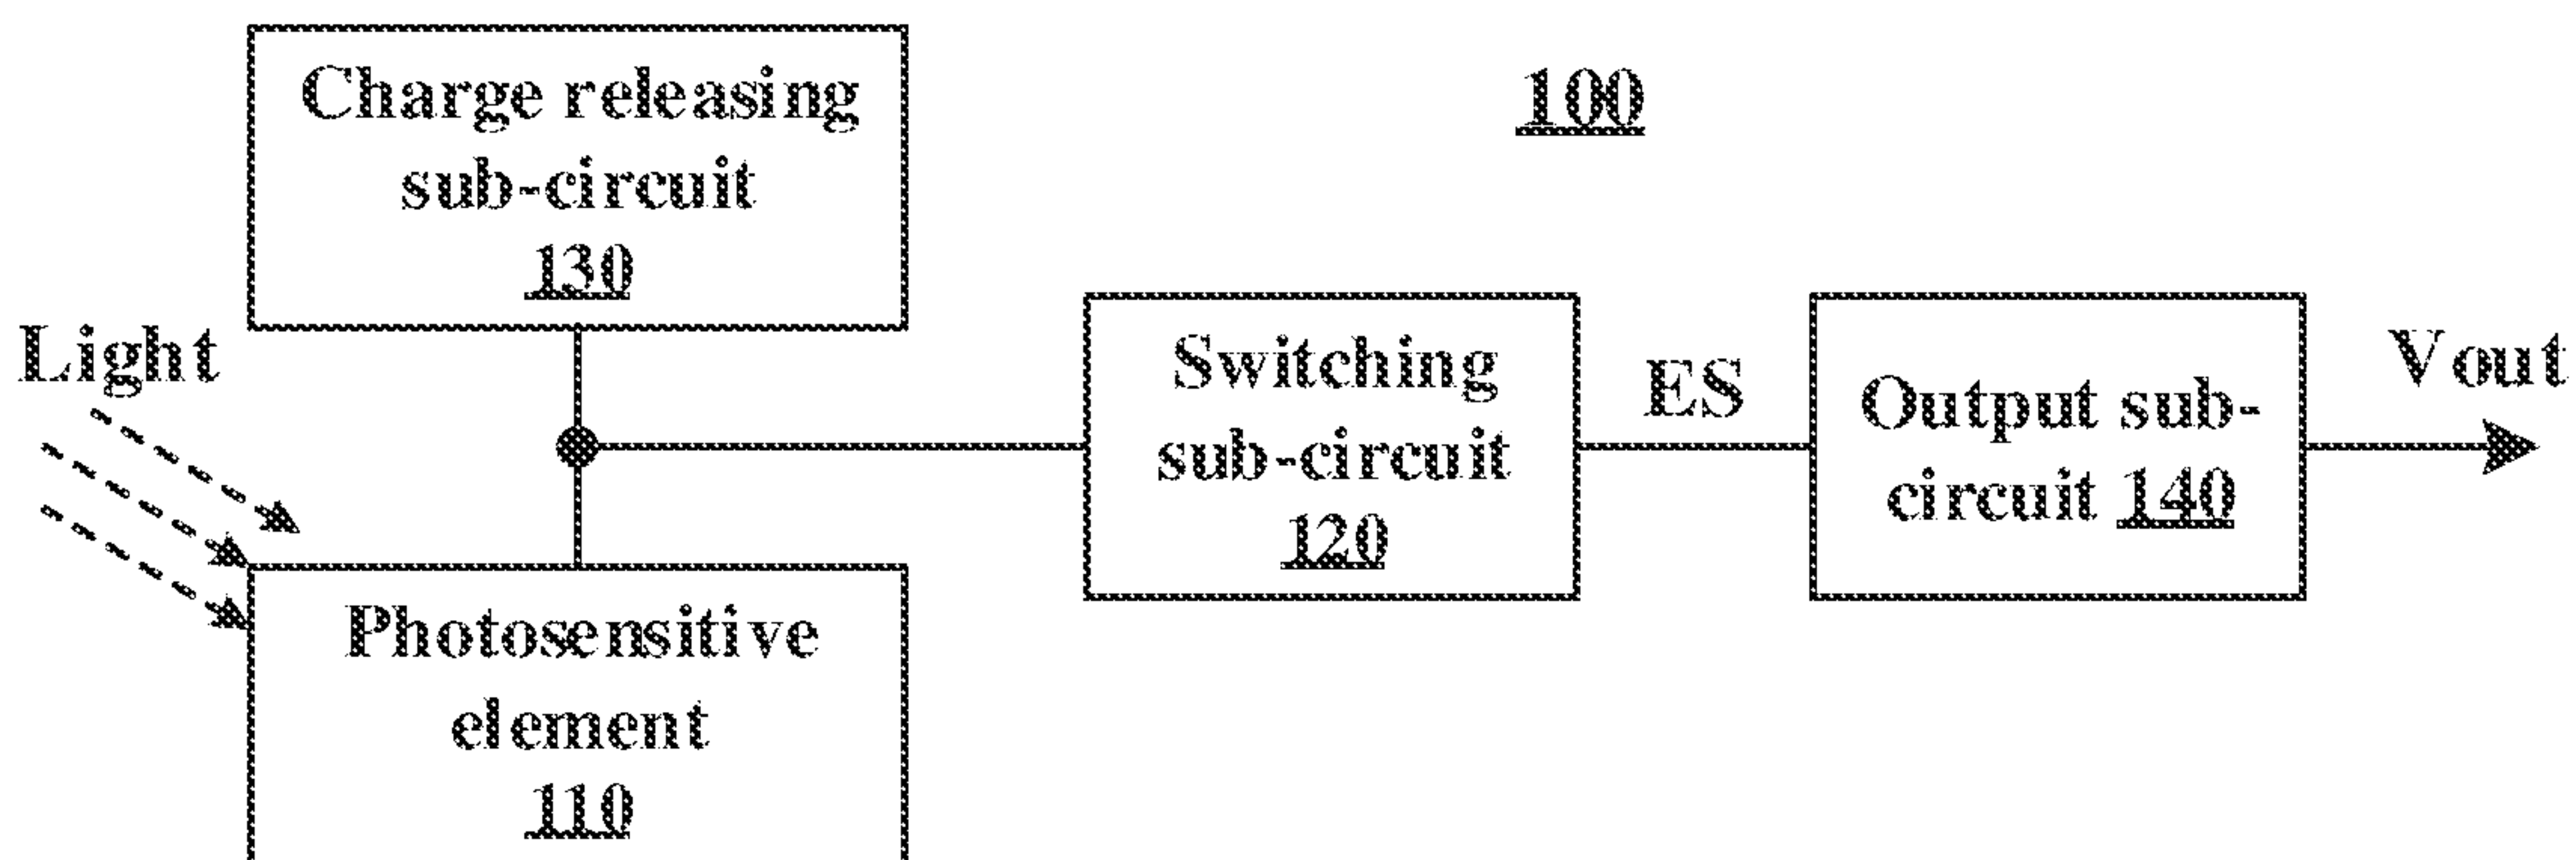 Charge releasing
sub-circuit
130
100
Light
Switching
sub-circuit
120
ES
Output sub-
circuit 140
Vout
Photosensitive
element
110